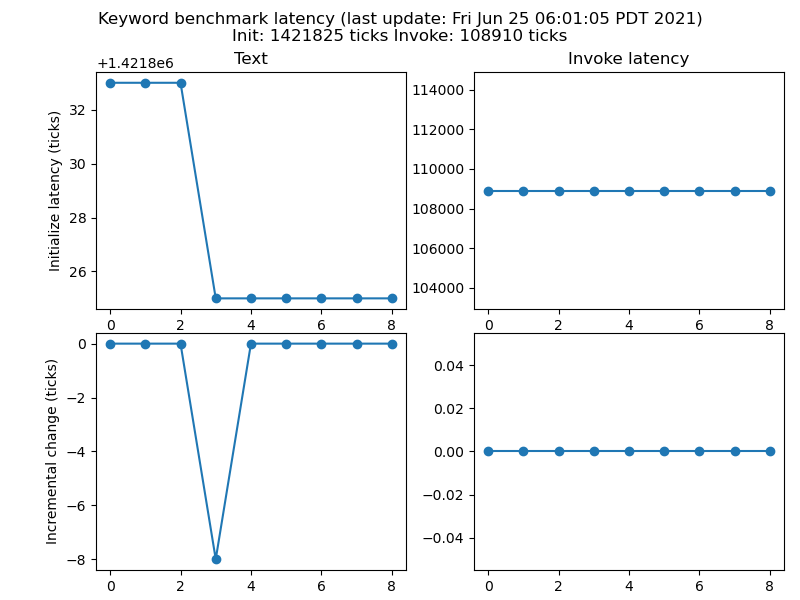 Keyword benchmark latency (last update: Fri Jun 25 06:01:05 PDT 2021)
Init: 1421825 ticks Invoke: 108910 ticks
Text
+1.4218e6
Initialize latency (ticks)
32
30
28
26
0 2 4 6 8
Invoke latency
114000
112000
110000
108000
106000
104000
0 2 4 6 8
Incremental change (ticks)
0
−2
−4
−6
−8
0 2 4 6 8
0.04
0.02
0.00
−0.02
−0.04
0 2 4 6 8